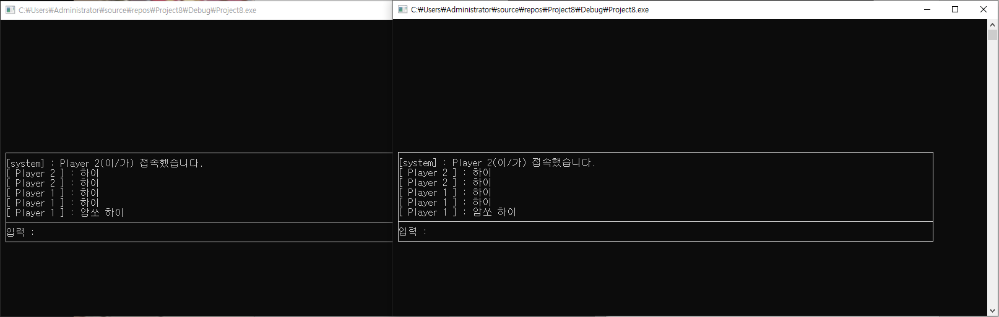 C:₩Users₩Administrator₩source₩repos₩Project8₩Debug₩Project8.exe
[system] : Player 2(이/가) 접속했습니다.
[ Player 2 ] : 하이
[ Player 2 ] : 하이
[ Player 1 ] : 하이
[ Player 1 ] : 하이
[ Player 1 ] : 암쏘 하이
입력 :
C:₩Users₩Administrator₩source₩repos₩Project8₩Debug₩Project8.exe
[system] : Player 2(이/가) 접속했습니다.
[ Player 2 ] : 하이
[ Player 2 ] : 하이
[ Player 1 ] : 하이
[ Player 1 ] : 하이
[ Player 1 ] : 암쏘 하이
입력 :